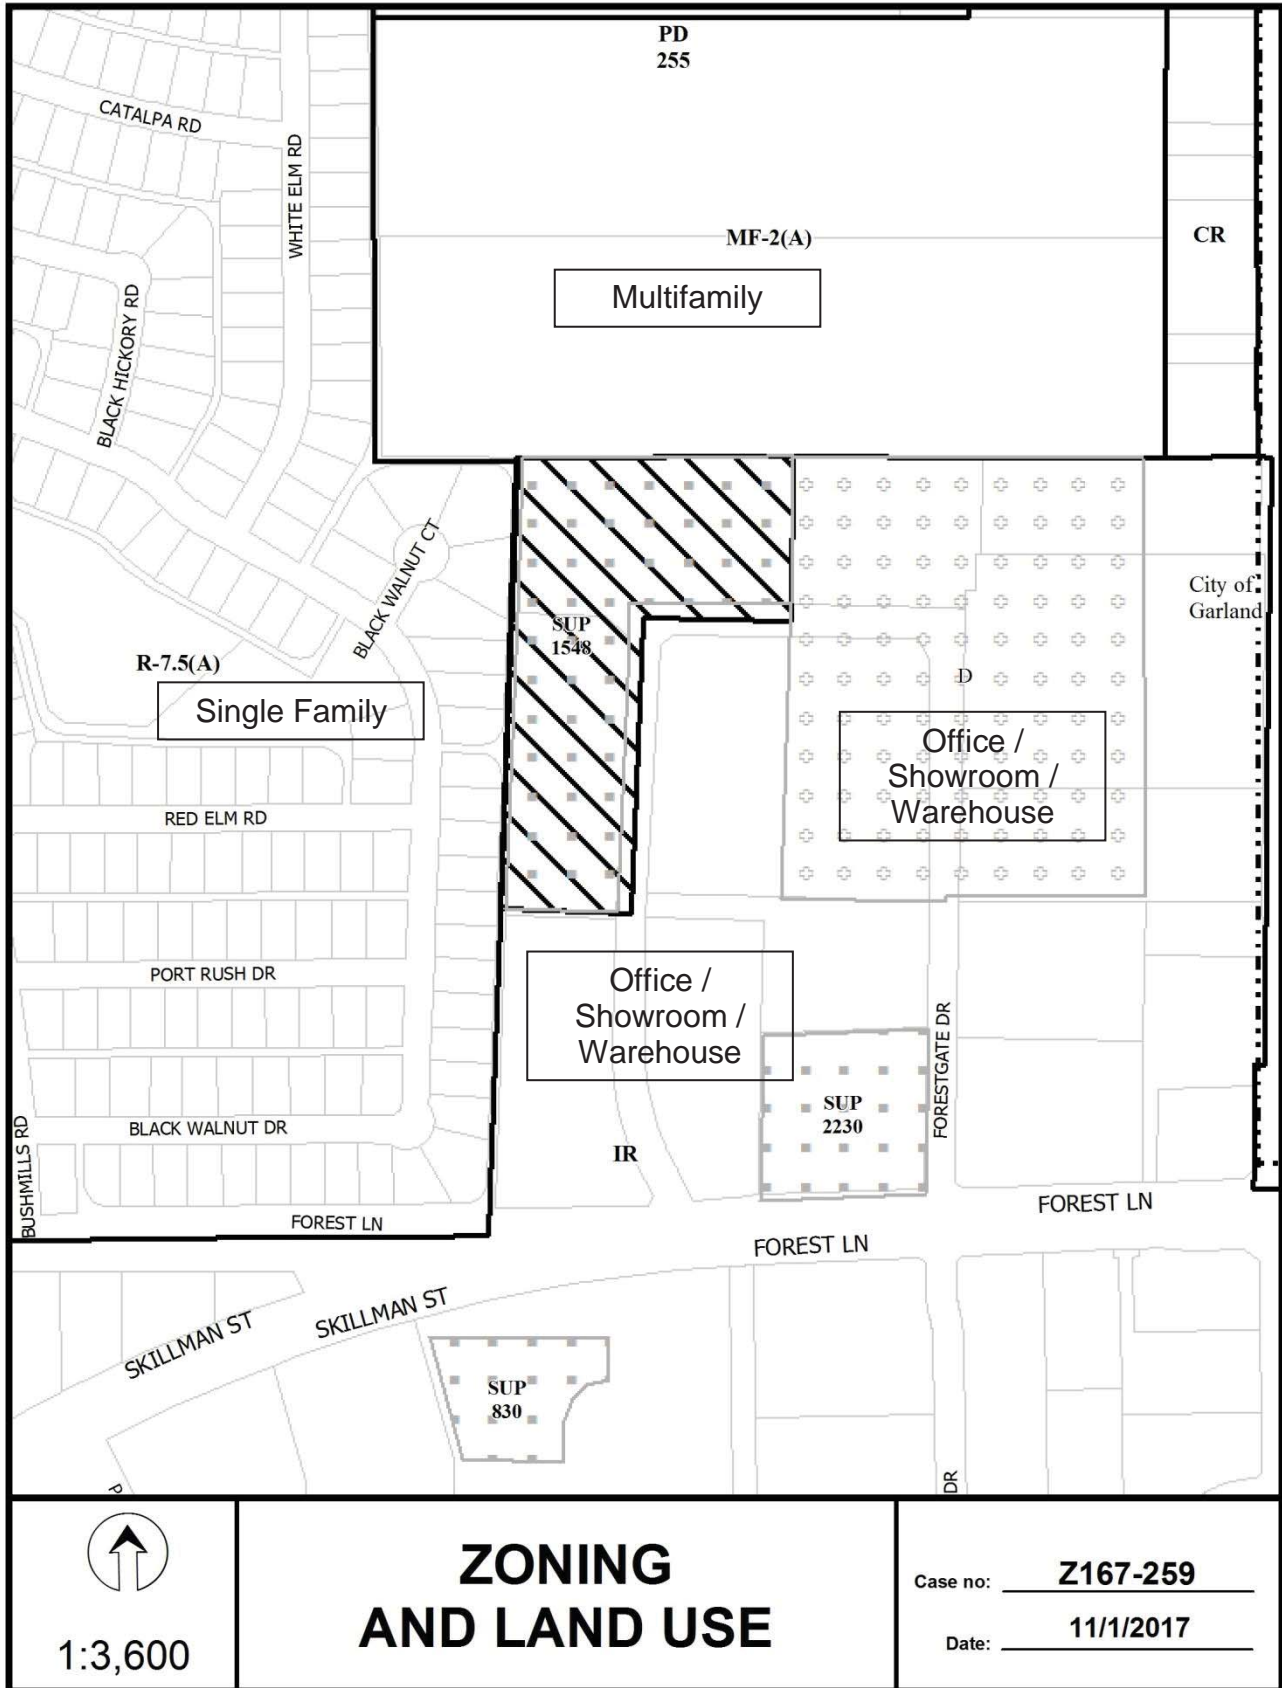 PD
255
CATALPA RD
WHITE ELM RD
MF-2(A)
CR
Multifamily
BLACK HICKORY RD
BLACK WALNUT CT
City of
Garland
SUP
1548
R-7.5(A)
Single Family
D
Office /
Showroom /
Warehouse
RED ELM RD
PORT RUSH DR
Office /
Showroom /
Warehouse
FORESTGATE DR
SUP
2230
BLACK WALNUT DR
BUSHMILLS RD
IR
FOREST LN
FOREST LN
FOREST LN
SKILLMAN ST
SKILLMAN ST
SUP
830
P
DR
1:3,600
ZONING
AND LAND USE
Case no: Z167-259
Date: 11/1/2017